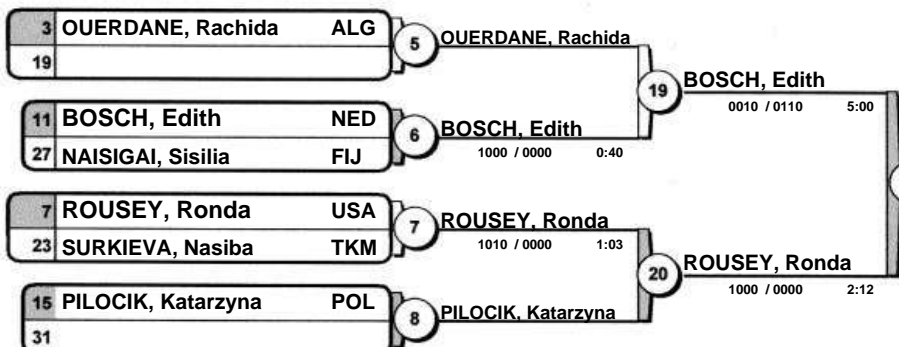 3 OUERDANE, Rachida ALG
19
5
OUERDANE, Rachida
11 BOSCH, Edith NED
27 NAISIGAI, Sisilia FIJ
6
BOSCH, Edith
1000 / 0000 0:40
19
BOSCH, Edith
0010 / 0110 5:00
7 ROUSEY, Ronda USA
23 SURKIEVA, Nasiba TKM
7
ROUSEY, Ronda
1010 / 0000 1:03
15 PILOCIK, Katarzyna POL
31
8
PILOCIK, Katarzyna
20
ROUSEY, Ronda
1000 / 0000 2:12